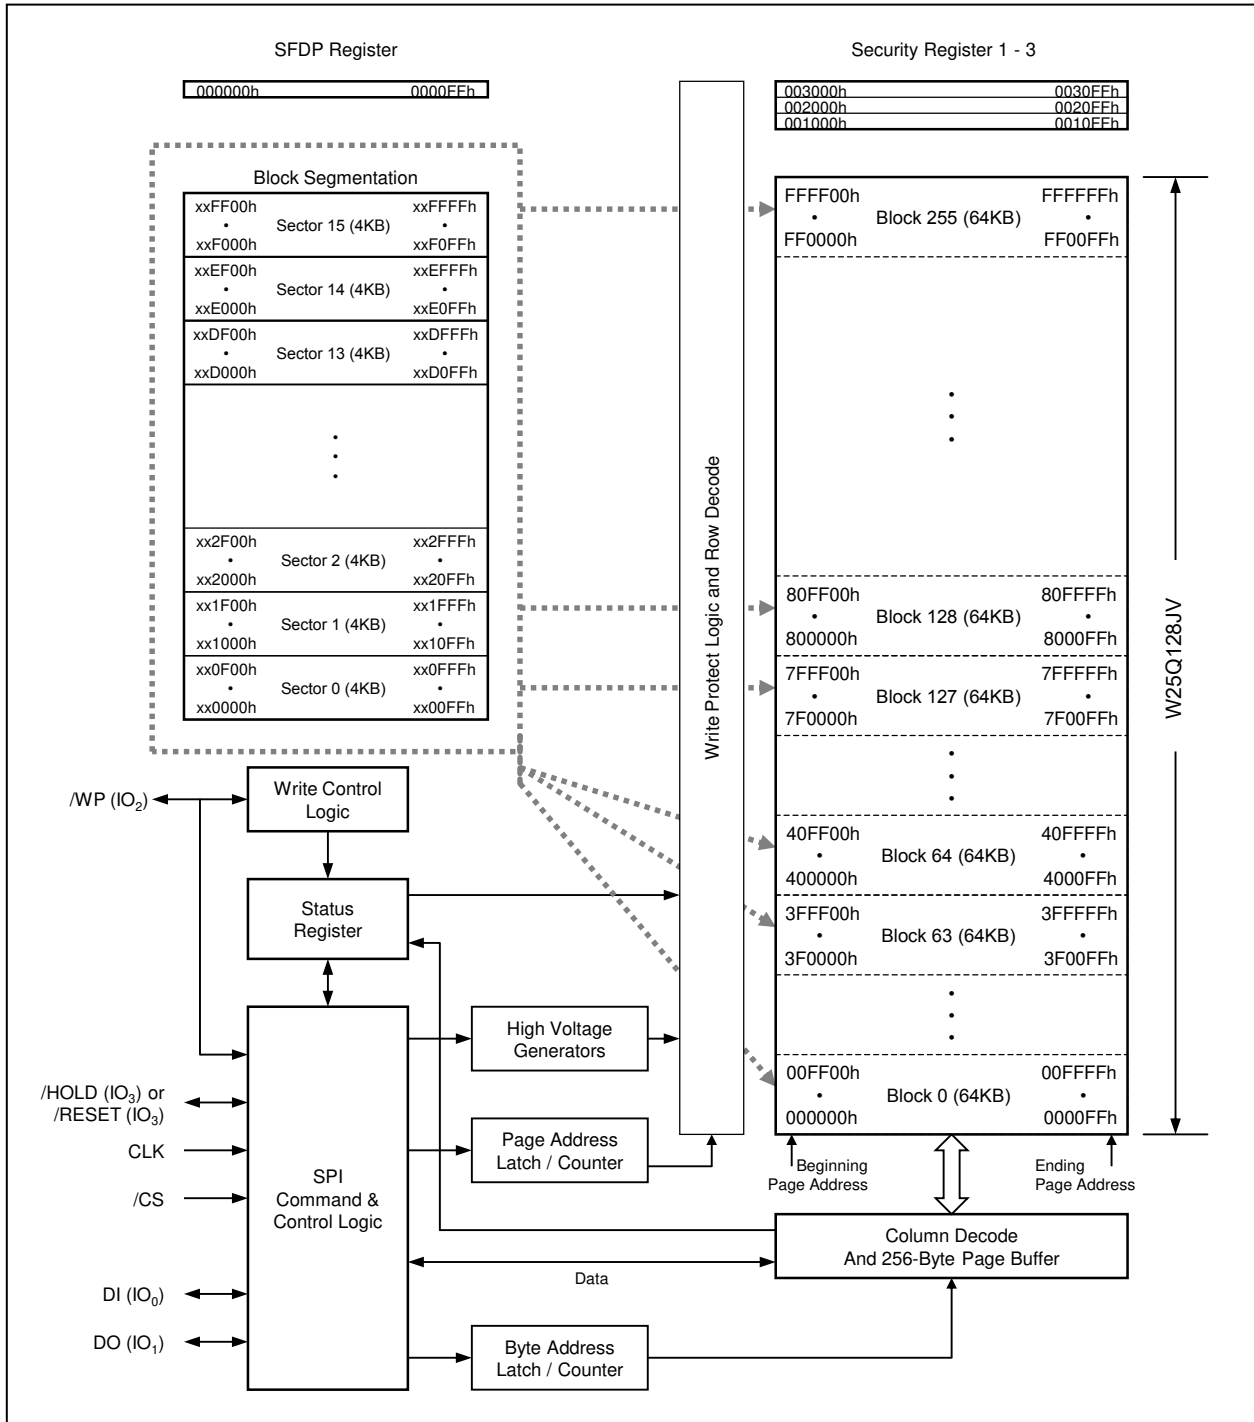 SFDP Register
000000h 0000FFh
Security Register 1 - 3
003000h 0030FFh
002000h 0020FFh
001000h 0010FFh
Block Segmentation
xxFF00h xxFFFFh
• Sector 15 (4KB) •
xxF000h xxF0FFh
xxEF00h xxEFFFh
• Sector 14 (4KB) •
xxE000h xxE0FFh
xxDF00h xxDFFFh
• Sector 13 (4KB) •
xxD000h xxD0FFh
xx2F00h xx2FFFh
• Sector 2 (4KB) •
xx2000h xx20FFh
xx1F00h xx1FFFh
• Sector 1 (4KB) •
xx1000h xx10FFh
xx0F00h xx0FFFh
• Sector 0 (4KB) •
xx0000h xx00FFh
Write Protect Logic and Row Decode
FFFF00h FFFFFFh
• Block 255 (64KB) •
FF0000h FF00FFh
80FF00h 80FFFFh
• Block 128 (64KB) •
800000h 8000FFh
7FFF00h 7FFFFFh
• Block 127 (64KB) •
7F0000h 7F00FFh
40FF00h 40FFFFh
• Block 64 (64KB) •
400000h 4000FFh
3FFF00h 3FFFFFh
• Block 63 (64KB) •
3F0000h 3F00FFh
00FF00h 00FFFFh
• Block 0 (64KB) •
000000h 0000FFh
W25Q128JV
Beginning
Page Address
Ending
Page Address
/WP (IO2)
Write Control
Logic
Status
Register
High Voltage
Generators
/HOLD (IO3) or
/RESET (IO3)
CLK
/CS
SPI
Command &
Control Logic
Page Address
Latch / Counter
Column Decode
And 256-Byte Page Buffer
Data
DI (IO0)
DO (IO1)
Byte Address
Latch / Counter